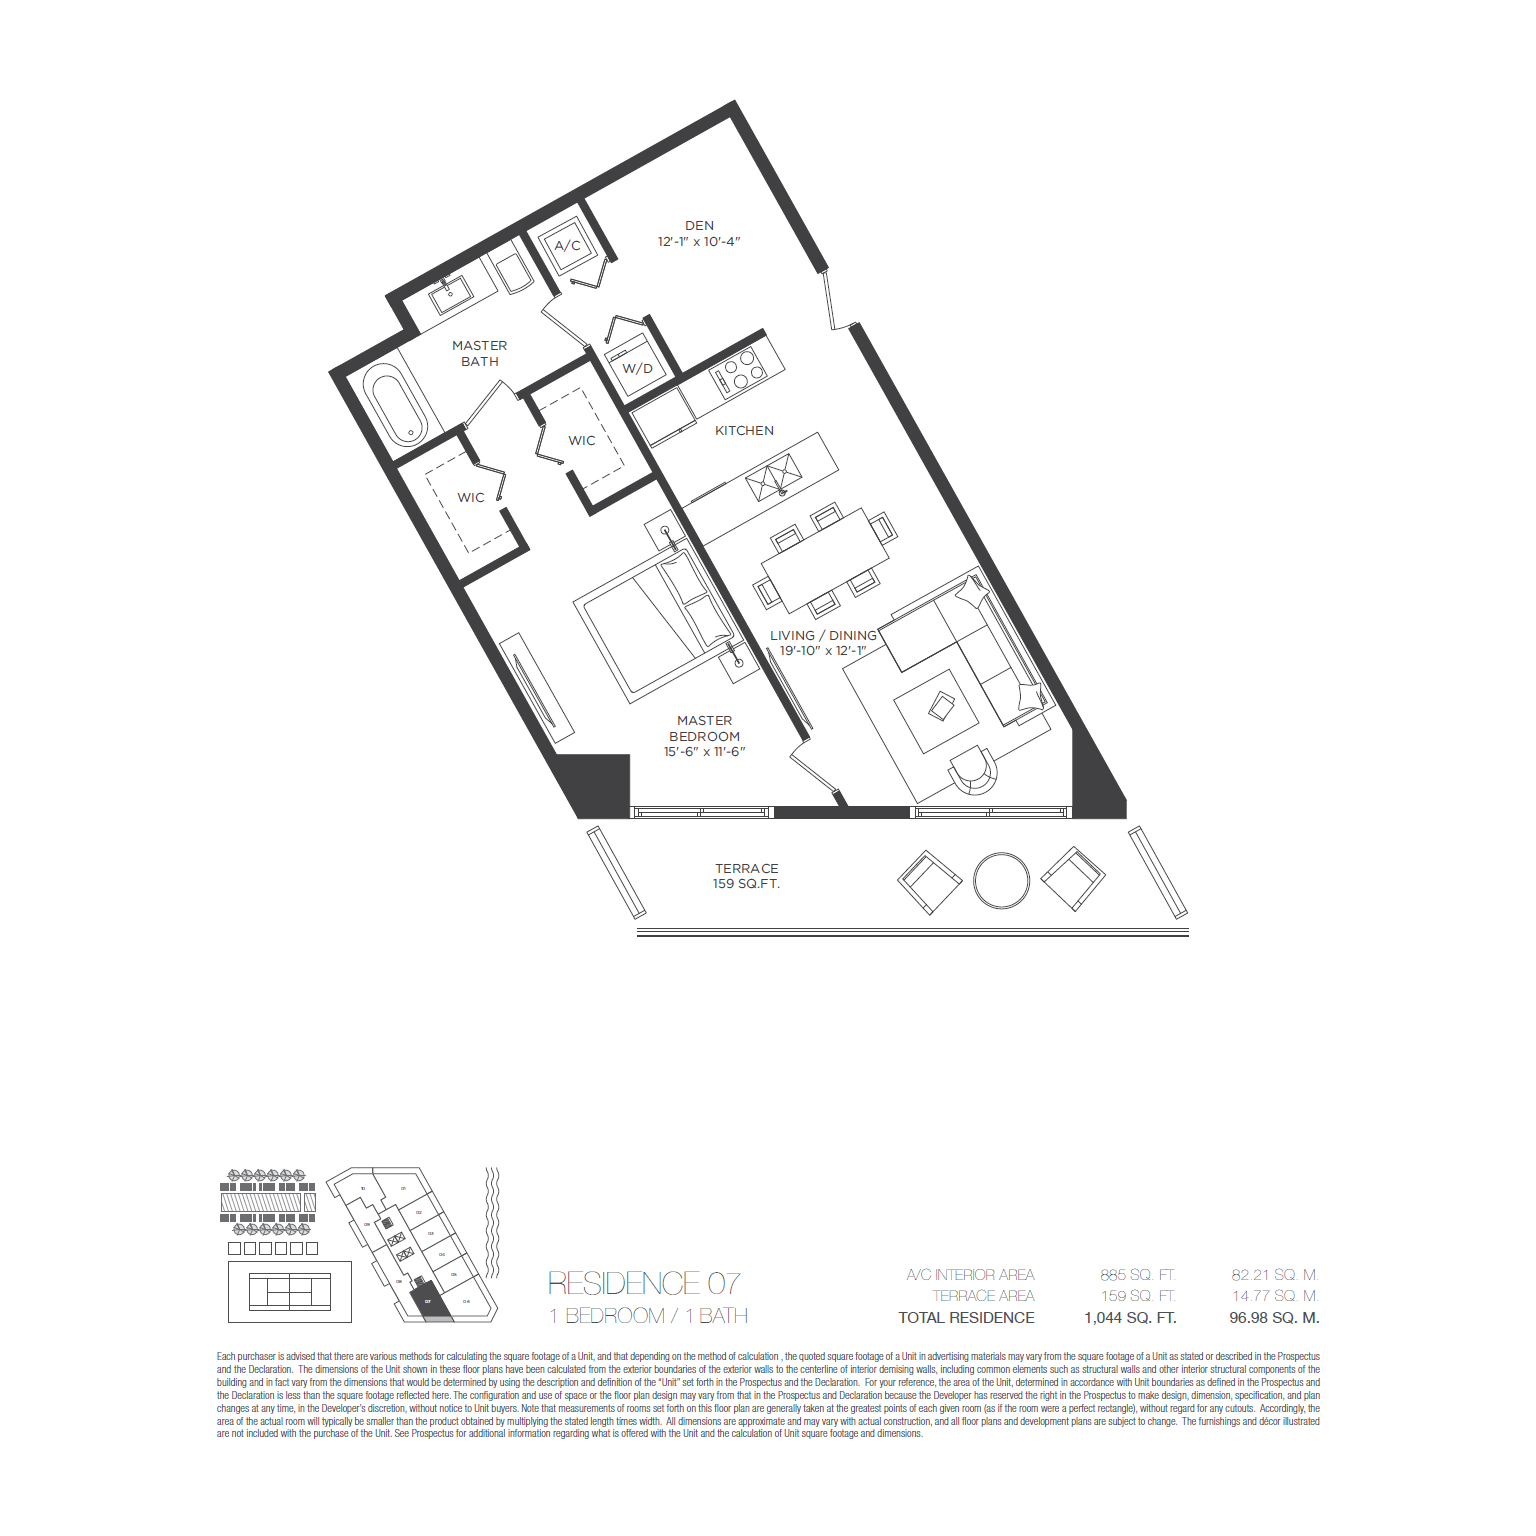 DEN
12'-1" x 10'-4"
A/C
MASTER
BATH
W/D
KITCHEN
WIC
WIC
LIVING / DINING
19'-10" x 12'-1"
MASTER
BEDROOM
15'-6" x 11'-6"
TERRACE
159 SQ.FT.
10
01
02
09
03
04
05
08
07
06
RESIDENCE 07
1 BEDROOM / 1 BATH
A/C INTERIOR AREA 885 SQ. FT. 82.21 SQ. M.
TERRACE AREA 159 SQ. FT. 14.77 SQ. M.
TOTAL RESIDENCE 1,044 SQ. FT. 96.98 SQ. M.
Each purchaser is advised that there are various methods for calculating the square footage of a Unit, and that depending on the method of calculation , the quoted square footage of a Unit in advertising materials may vary from the square footage of a Unit as stated or described in the Prospectus
and the Declaration. The dimensions of the Unit shown in these floor plans have been calculated from the exterior boundaries of the exterior walls to the centerline of interior demising walls, including common elements such as structural walls and other interior structural components of the
building and in fact vary from the dimensions that would be determined by using the description and definition of the “Unit” set forth in the Prospectus and the Declaration. For your reference, the area of the Unit, determined in accordance with Unit boundaries as defined in the Prospectus and
the Declaration is less than the square footage reflected here. The configuration and use of space or the floor plan design may vary from that in the Prospectus and Declaration because the Developer has reserved the right in the Prospectus to make design, dimension, specification, and plan
changes at any time, in the Developer’s discretion, without notice to Unit buyers. Note that measurements of rooms set forth on this floor plan are generally taken at the greatest points of each given room (as if the room were a perfect rectangle), without regard for any cutouts. Accordingly, the
area of the actual room will typically be smaller than the product obtained by multiplying the stated length times width. All dimensions are approximate and may vary with actual construction, and all floor plans and development plans are subject to change. The furnishings and décor illustrated
are not included with the purchase of the Unit. See Prospectus for additional information regarding what is offered with the Unit and the calculation of Unit square footage and dimensions.